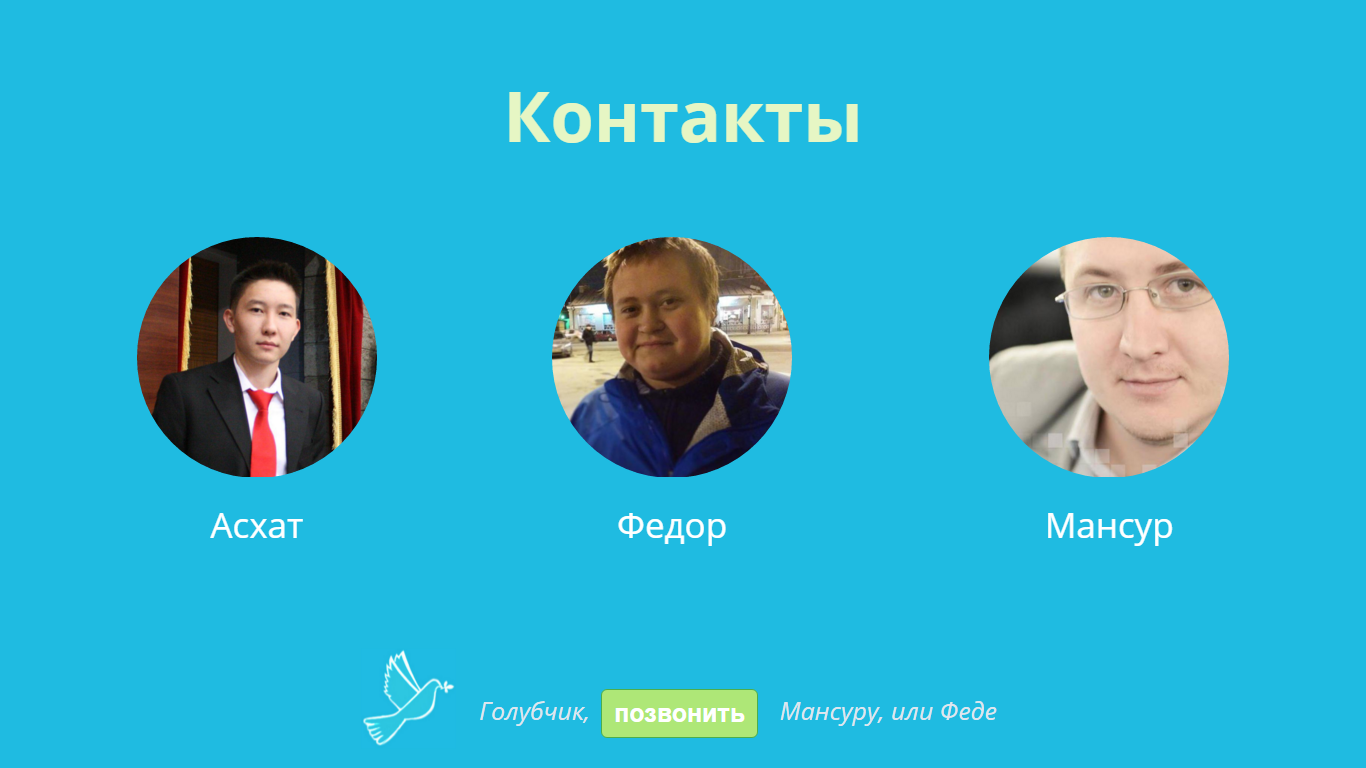 Контакты
Асхат Федор Мансур
Голубчик, позвонить Мансуру, или Феде